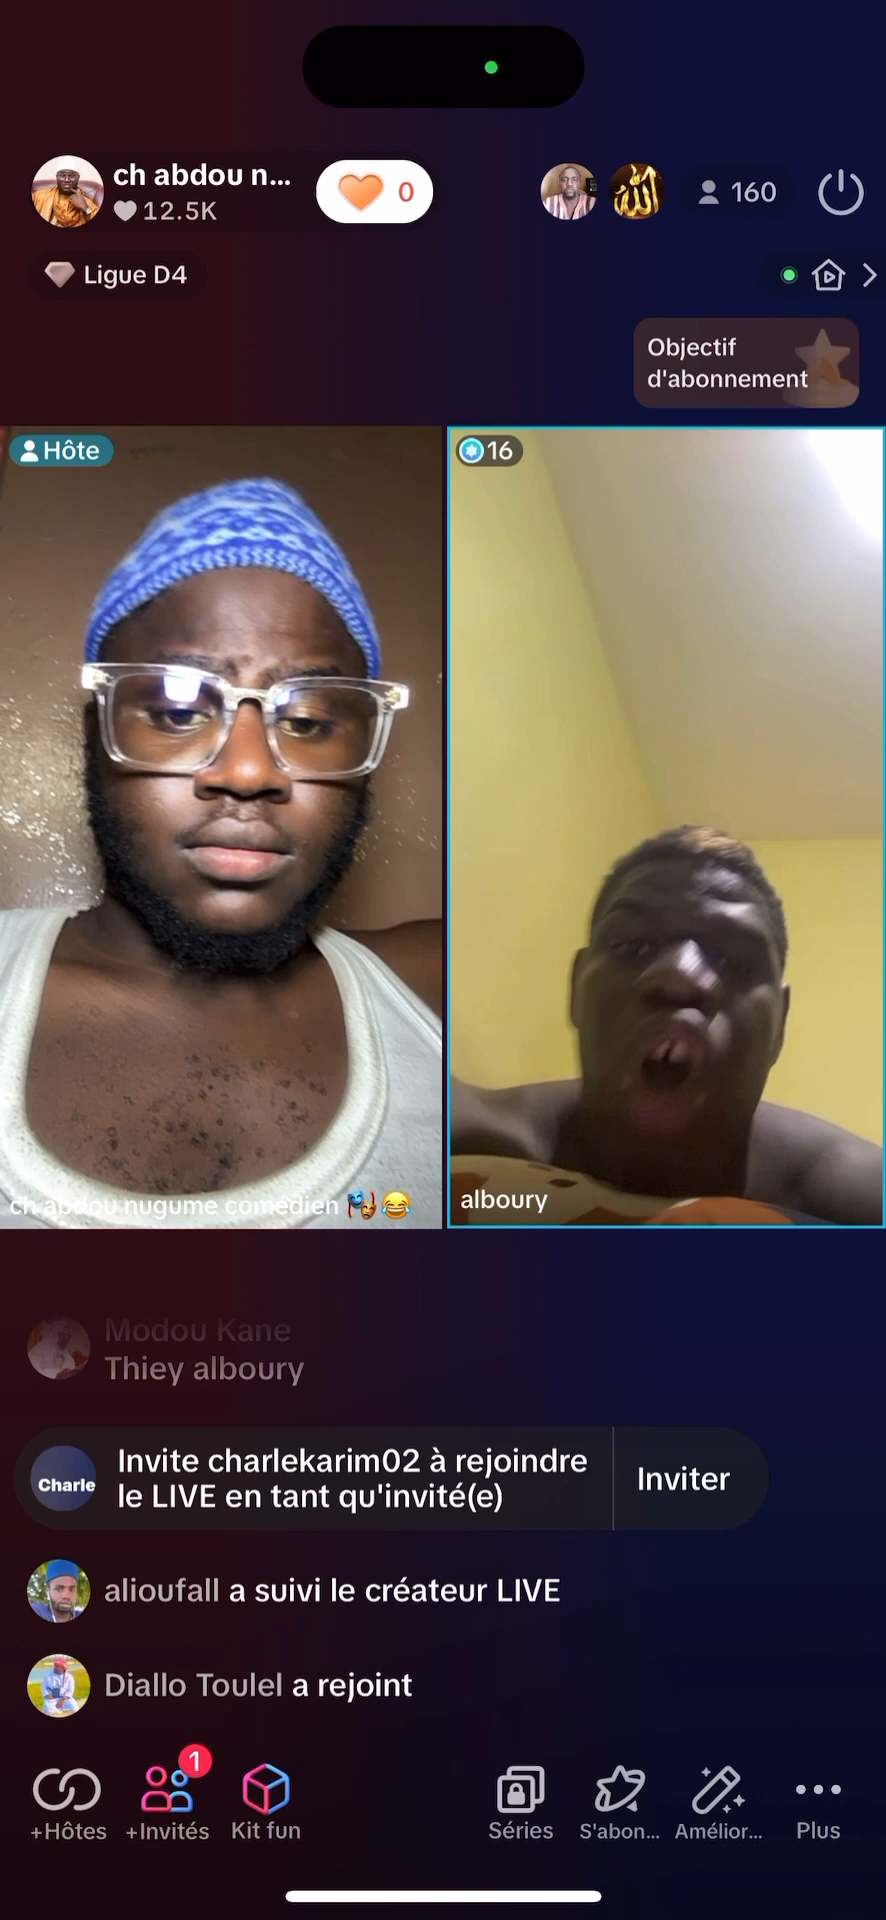 ch abdou n...
0
160
12.5K
Ligue D4
Objectif
d'abonnement
Hôte
16
ch abdou nugume comédien 🎭😂
alboury
Modou Kane
Thiey alboury
Charle
Invite charlekarim02 à rejoindre
le LIVE en tant qu'invité(e)
Inviter
alioufall a suivi le créateur LIVE
Diallo Toulel a rejoint
1
+Hôtes
+Invités
Kit fun
Séries
S'abon...
Amélior...
Plus
الله